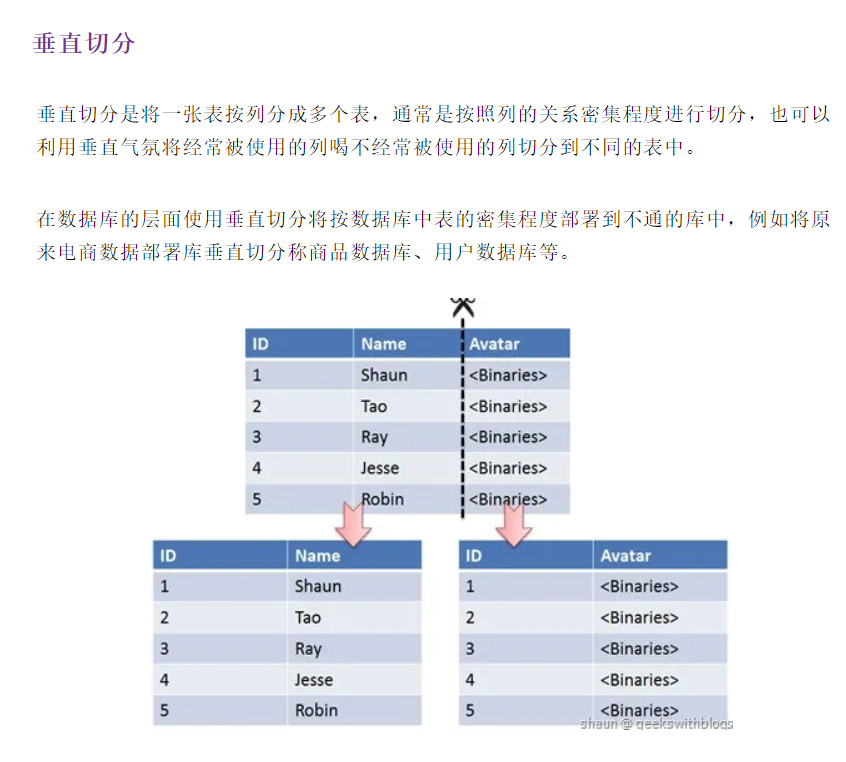 垂直切分
垂直切分是将一张表按列分成多个表，通常是按照列的关系密集程度进行切分，也可以
利用垂直气氛将经常被使用的列喝不经常被使用的列切分到不同的表中。
在数据库的层面使用垂直切分将按数据库中表的密集程度部署到不通的库中，例如将原
来电商数据部署库垂直切分称商品数据库、用户数据库等。
ID Name Avatar
1 Shaun <Binaries>
2 Tao <Binaries>
3 Ray <Binaries>
4 Jesse <Binaries>
5 Robin <Binaries>
ID Name
1 Shaun
2 Tao
3 Ray
4 Jesse
5 Robin
ID Avatar
1 <Binaries>
2 <Binaries>
3 <Binaries>
4 <Binaries>
5 <Binaries>
shaun @ geekswithblogs